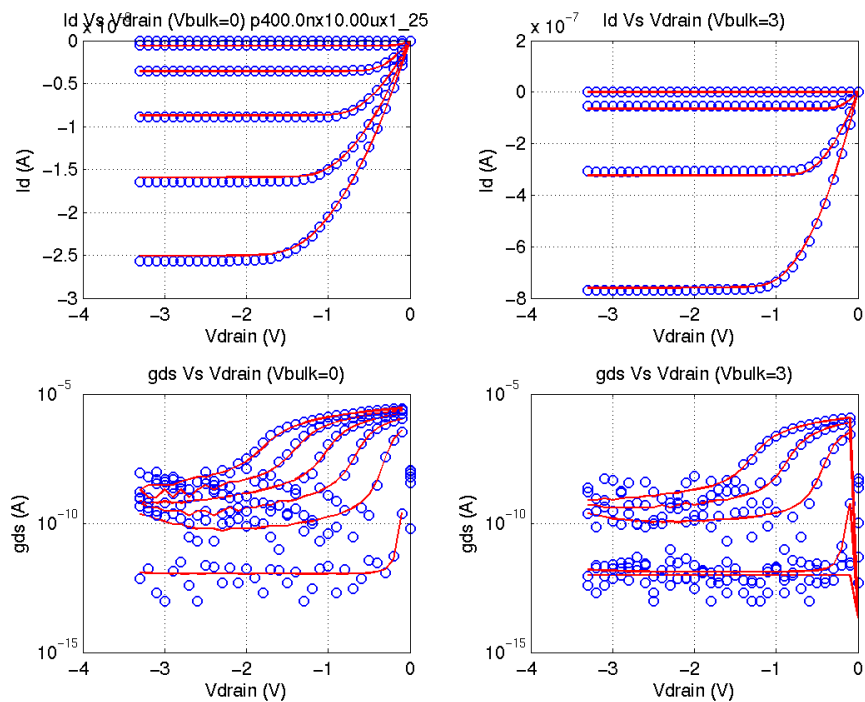 x 10⁻⁶
Id Vs Vdrain (Vbulk=0) p400.0nx10.00ux1_25
0
−0.5
−1
−1.5
−2
−2.5
−3
−4
−3
−2
−1
0
Id (A)
Vdrain (V)
x 10⁻⁷
Id Vs Vdrain (Vbulk=3)
2
0
−2
−4
−6
−8
−4
−3
−2
−1
0
Id (A)
Vdrain (V)
gds Vs Vdrain (Vbulk=0)
10⁻⁵
10⁻¹⁰
10⁻¹⁵
−4
−3
−2
−1
0
gds (A)
Vdrain (V)
gds Vs Vdrain (Vbulk=3)
10⁻⁵
10⁻¹⁰
10⁻¹⁵
−4
−3
−2
−1
0
gds (A)
Vdrain (V)